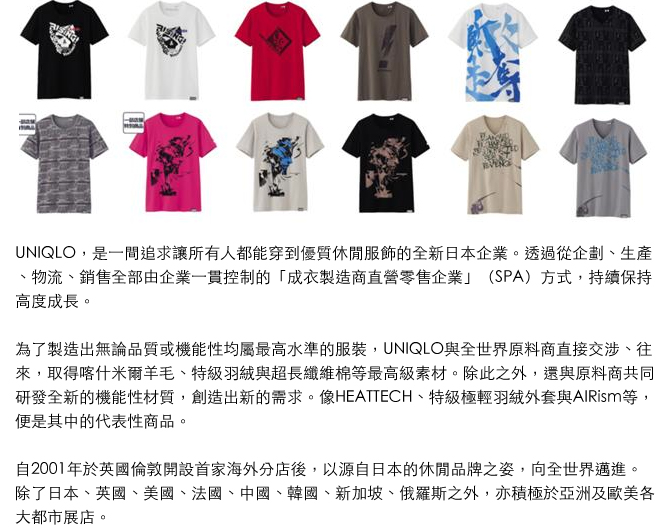 UNIQLO，是一間追求讓所有人都能穿到優質休閒服飾的全新日本企業。透過從企劃、生產
、物流、銷售全部由企業一貫控制的「成衣製造商直營零售企業」（SPA）方式，持續保持
高度成長。
為了製造出無論品質或機能性均屬最高水準的服裝，UNIQLO與全世界原料商直接交涉、往
來，取得喀什米爾羊毛、特級羽絨與超長纖維棉等最高級素材。除此之外，還與原料商共同
研發全新的機能性材質，創造出新的需求。像HEATTECH、特級極輕羽絨外套與AIRism等，
便是其中的代表性商品。
自2001年於英國倫敦開設首家海外分店後，以源自日本的休閒品牌之姿，向全世界邁進。
除了日本、英國、美國、法國、中國、韓國、新加坡、俄羅斯之外，亦積極於亞洲及歐美各
大都市展店。